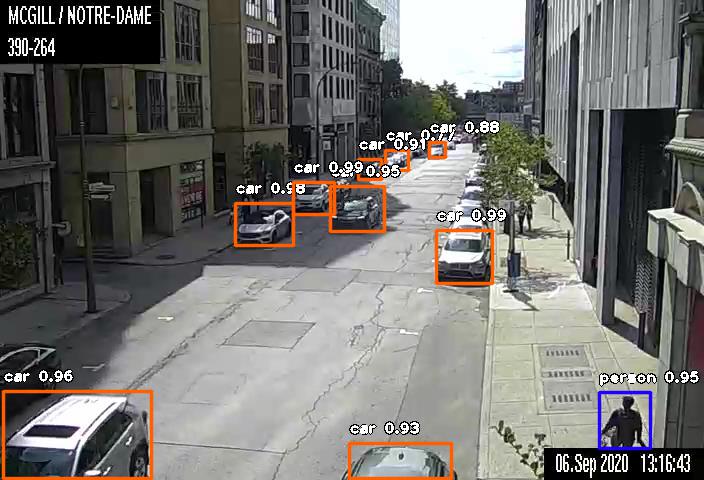 MCGILL / NOTRE-DAME
390-264
car 0.88
car 0.91
car 0.99
0.95
car 0.98
car 0.99
car 0.96
person 0.95
car 0.93
06.Sep 2020 13:16:43